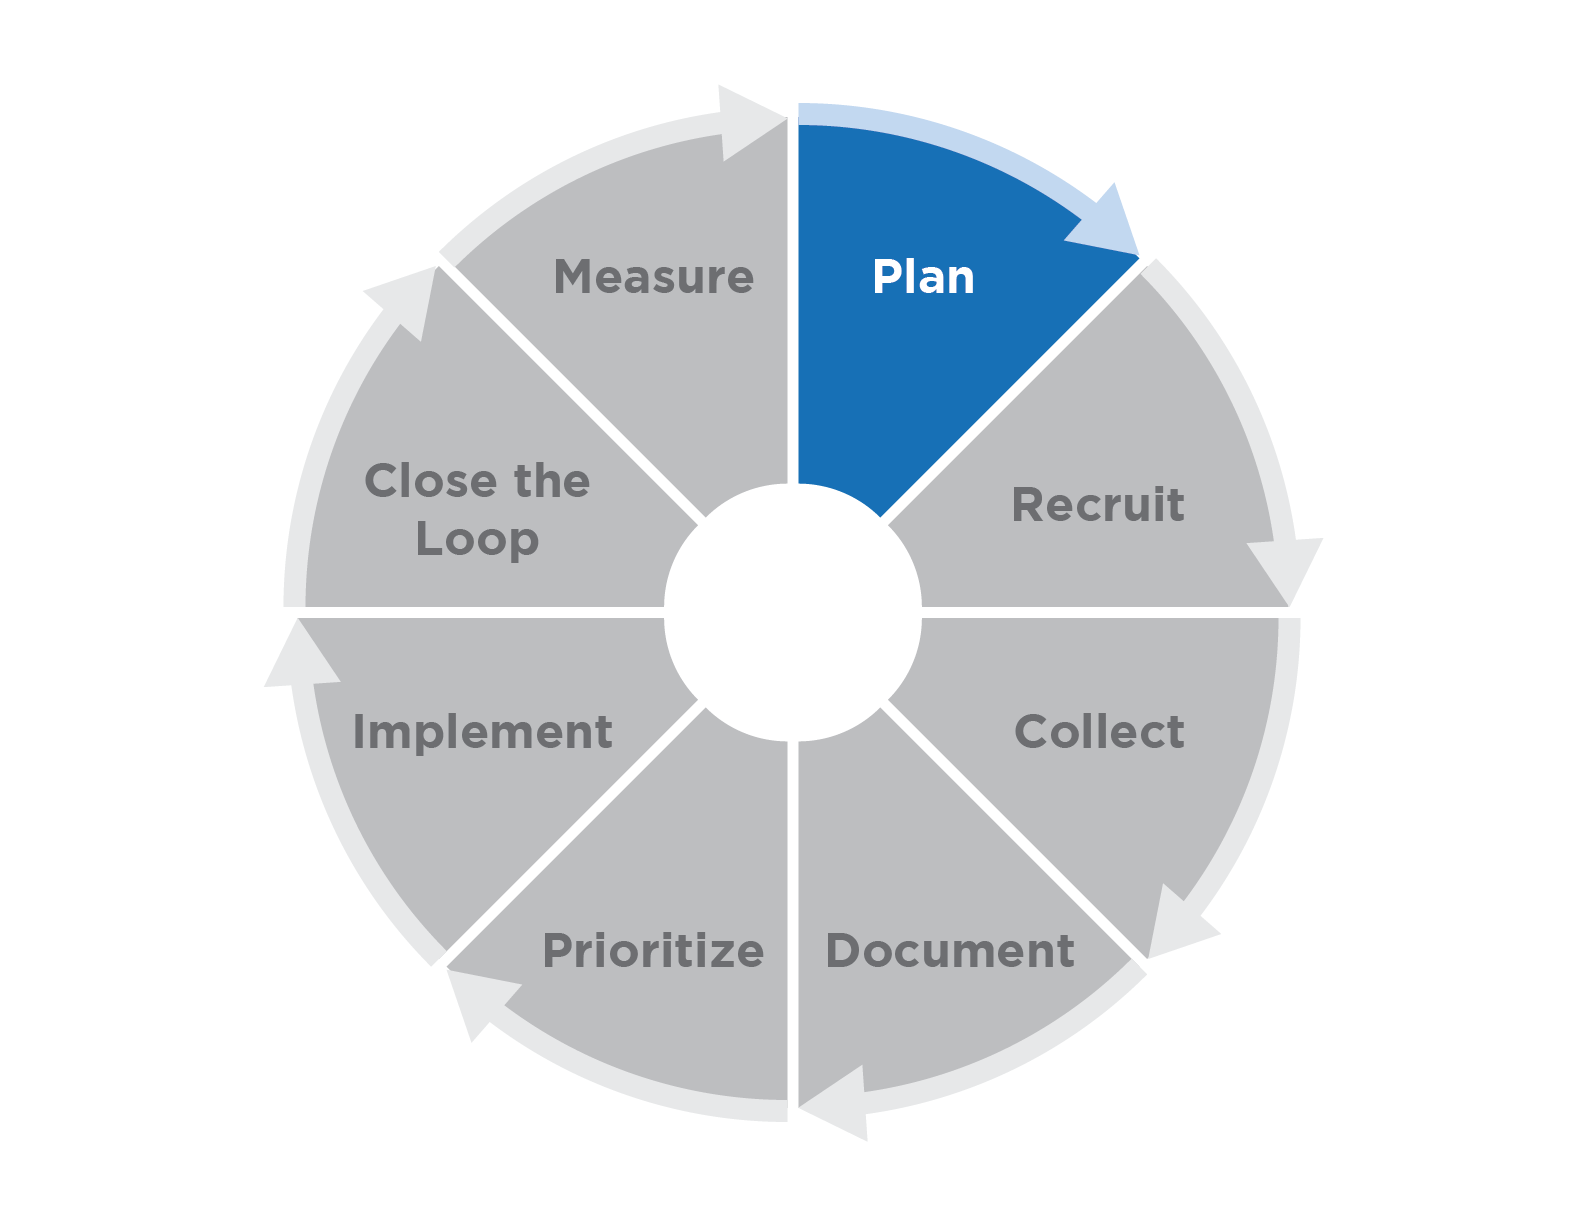 Plan
Recruit
Collect
Document
Prioritize
Implement
Close the
Loop
Measure